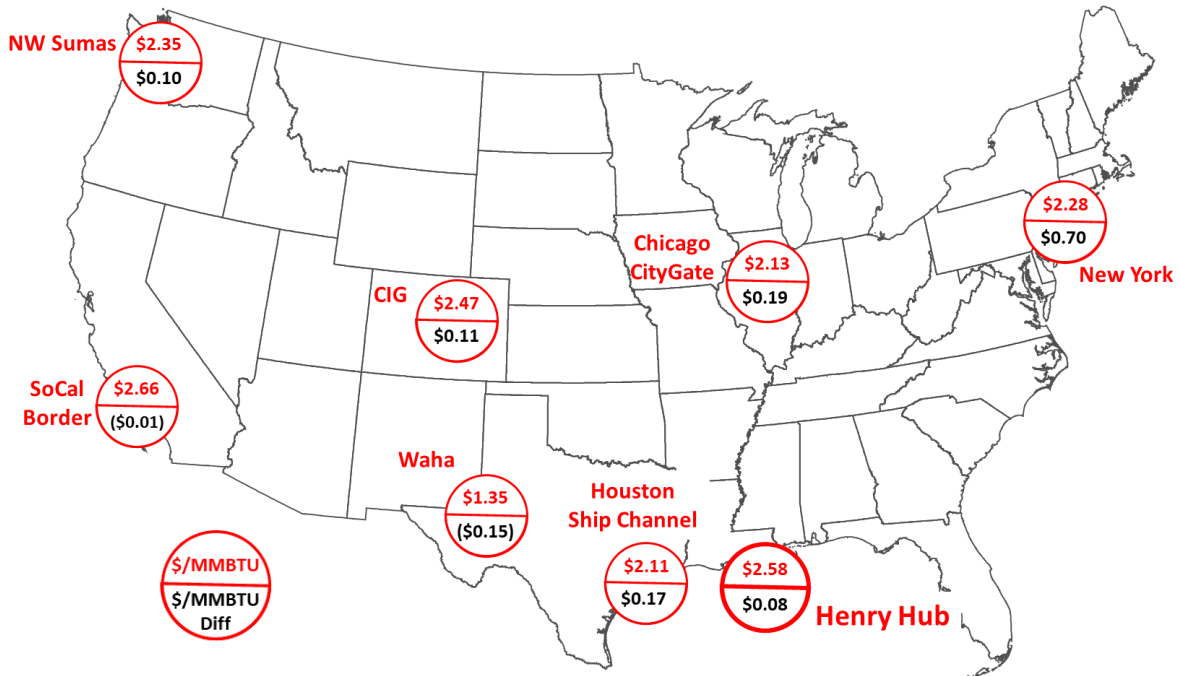 NW Sumas
$2.35
$0.10
$2.28
$0.70
New York
Chicago
CityGate
$2.13
$0.19
CIG
$2.47
$0.11
SoCal
Border
$2.66
($0.01)
Waha
$1.35
($0.15)
Houston
Ship Channel
$2.11
$0.17
$2.58
$0.08
Henry Hub
$/MMBTU
$/MMBTU
Diff